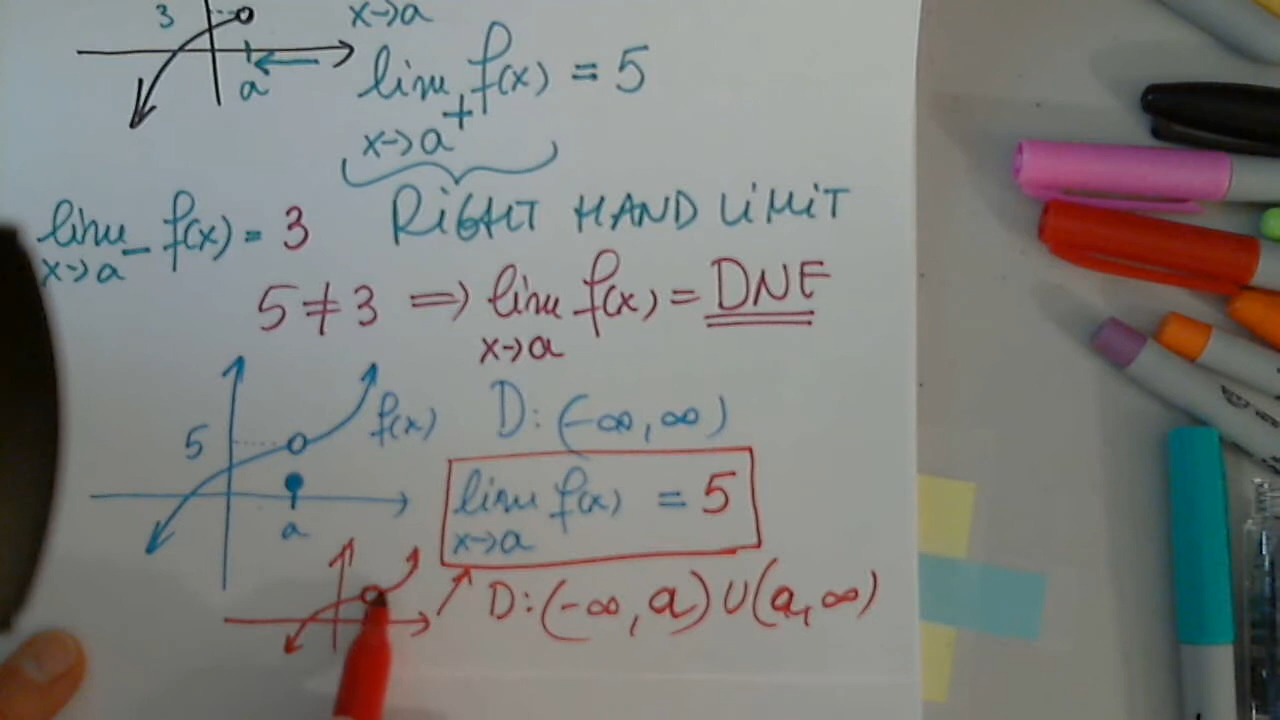 3
x→a
a
lim f(x) = 5
x→a⁺
lim f(x) = 3
x→a⁻
RiGHT HAND LiMiT
5 ≠ 3 ⟹ lim f(x) = DNE
x→a
5
f(x)
D: (-∞, ∞)
lim f(x) = 5
x→a
a
D: (-∞, a) U (a, ∞)